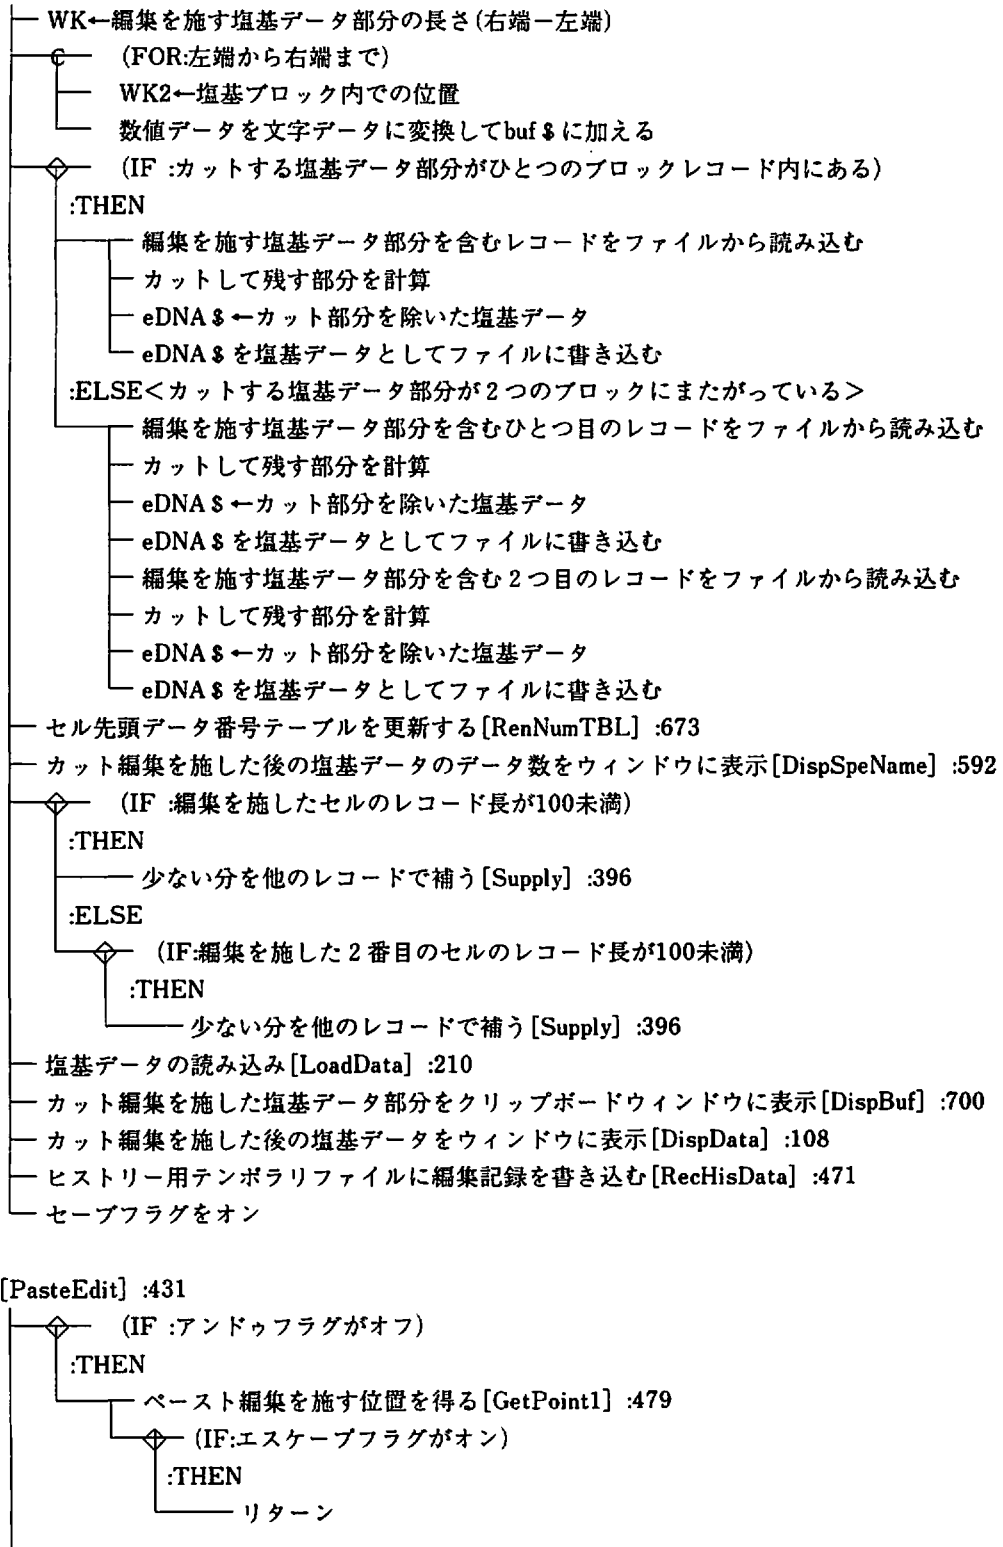 WK←編集を施す塩基データ部分の長さ(右端－左端)
(FOR:左端から右端まで)
WK2←塩基ブロック内での位置
数値データを文字データに変換してbuf＄に加える
(IF :カットする塩基データ部分がひとつのブロックレコード内にある)
:THEN
編集を施す塩基データ部分を含むレコードをファイルから読み込む
カットして残す部分を計算
eDNA＄←カット部分を除いた塩基データ
eDNA＄を塩基データとしてファイルに書き込む
:ELSE＜カットする塩基データ部分が2つのブロックにまたがっている＞
編集を施す塩基データ部分を含むひとつ目のレコードをファイルから読み込む
カットして残す部分を計算
eDNA＄←カット部分を除いた塩基データ
eDNA＄を塩基データとしてファイルに書き込む
編集を施す塩基データ部分を含む2つ目のレコードをファイルから読み込む
カットして残す部分を計算
eDNA＄←カット部分を除いた塩基データ
eDNA＄を塩基データとしてファイルに書き込む
セル先頭データ番号テーブルを更新する[RenNumTBL] :673
カット編集を施した後の塩基データのデータ数をウィンドウに表示[DispSpeName] :592
(IF :編集を施したセルのレコード長が100未満)
:THEN
少ない分を他のレコードで補う[Supply] :396
:ELSE
(IF:編集を施した2番目のセルのレコード長が100未満)
:THEN
少ない分を他のレコードで補う[Supply] :396
塩基データの読み込み[LoadData] :210
カット編集を施した塩基データ部分をクリップボードウィンドウに表示[DispBuf] :700
カット編集を施した後の塩基データをウィンドウに表示[DispData] :108
ヒストリー用テンポラリファイルに編集記録を書き込む[RecHisData] :471
セーブフラグをオン
[PasteEdit] :431
(IF :アンドゥフラグがオフ)
:THEN
ペースト編集を施す位置を得る[GetPoint1] :479
(IF:エスケープフラグがオン)
:THEN
リターン